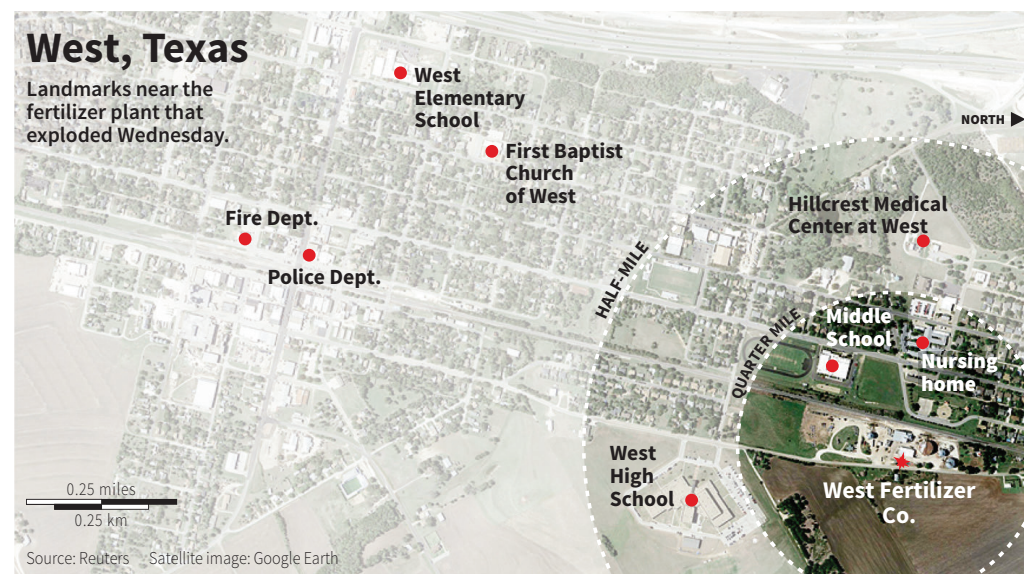 West, Texas
Landmarks near the
fertilizer plant that
exploded Wednesday.
West
Elementary
School
NORTH
First Baptist
Church
of West
Hillcrest Medical
Center at West
Fire Dept.
Police Dept.
HALF-MILE
QUARTER MILE
Middle
School
Nursing
home
West
High
School
West Fertilizer
Co.
0.25 miles
0.25 km
Source: Reuters Satellite image: Google Earth